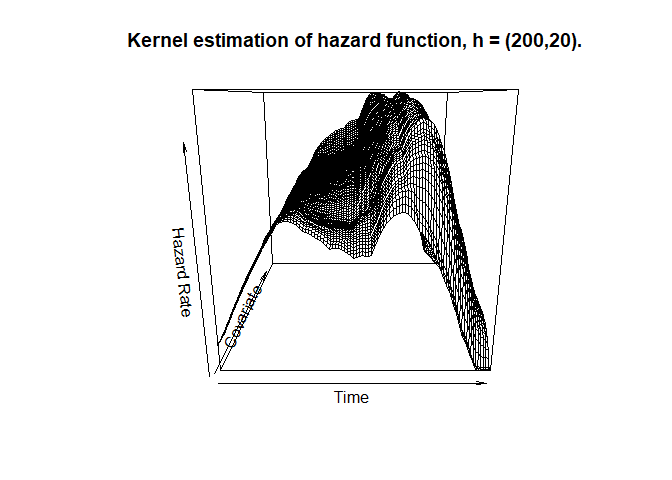 Kernel estimation of hazard function, h = (200,20).
Hazard Rate
Covariate
Time